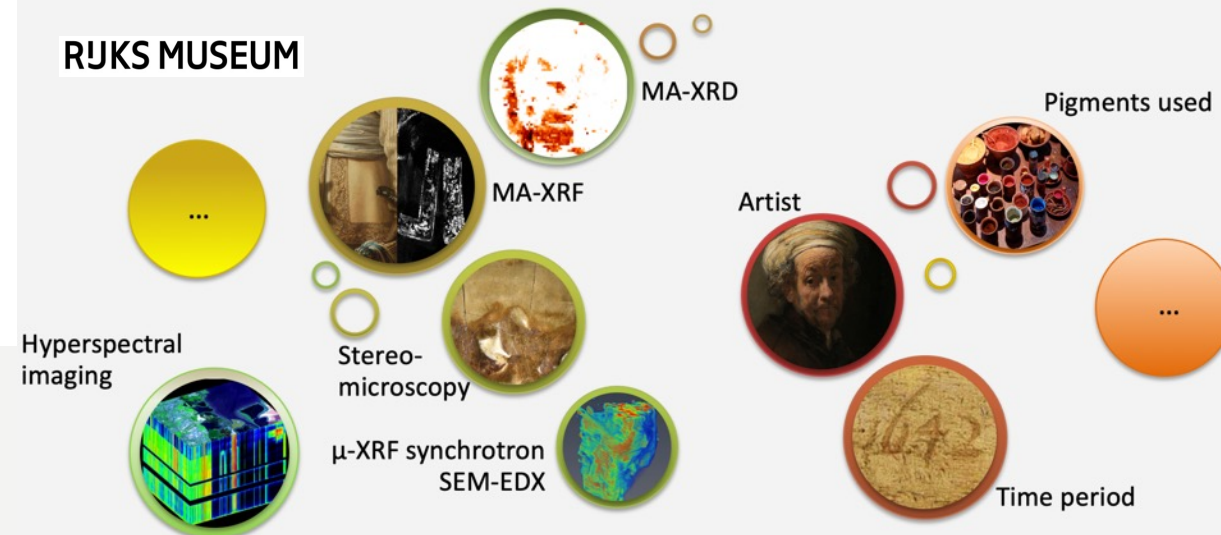 RIJKS MUSEUM
MA-XRD
Pigments used
...
MA-XRF
Artist
...
Hyperspectral
imaging
Stereo-
microscopy
µ-XRF synchrotron
SEM-EDX
1642
Time period